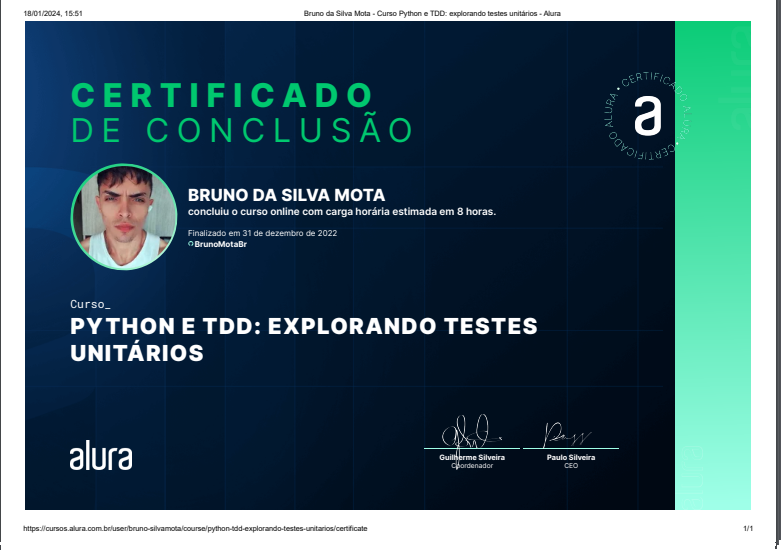 18/01/2024, 15:51
Bruno da Silva Mota - Curso Python e TDD: explorando testes unitários - Alura
CERTIFICADO
DE CONCLUSÃO
CERTIFICADO ALURA • CERTIFICADO ALURA •
a
BRUNO DA SILVA MOTA
concluiu o curso online com carga horária estimada em 8 horas.
Finalizado em 31 de dezembro de 2022
BrunoMotaBr
Curso_
PYTHON E TDD: EXPLORANDO TESTES
UNITÁRIOS
alura
Guilherme Silveira
Coordenador
Paulo Silveira
CEO
alura
https://cursos.alura.com.br/user/bruno-silvamota/course/python-tdd-explorando-testes-unitarios/certificate
1/1